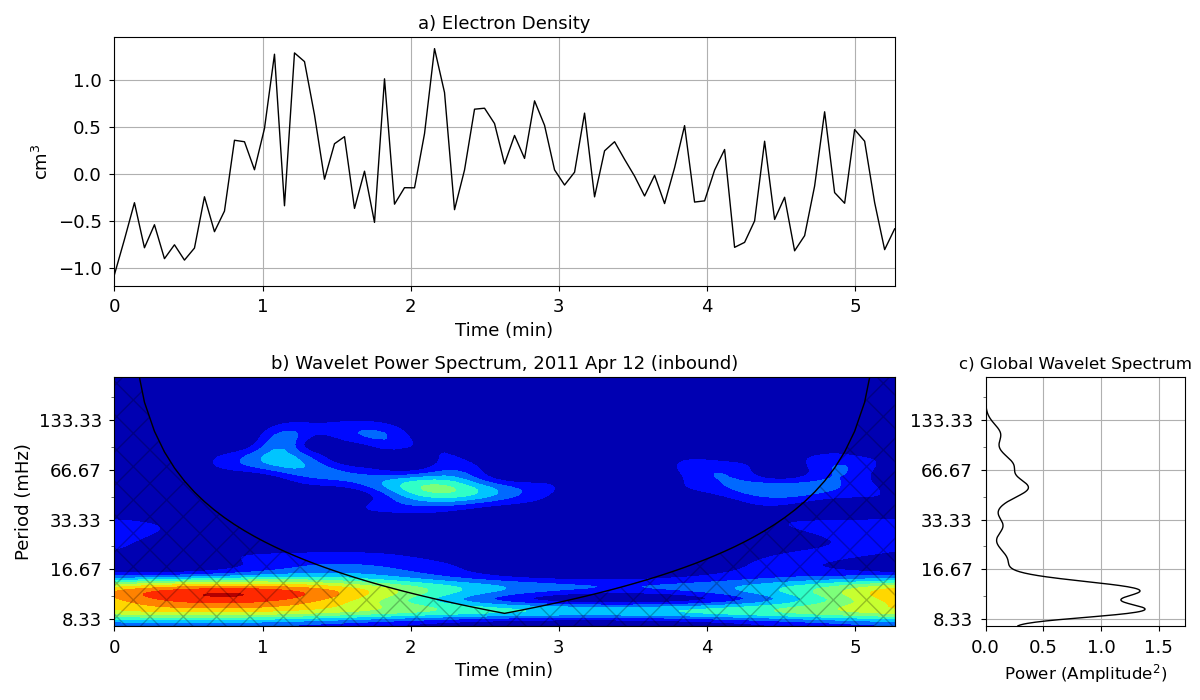 a) Electron Density
1.0
0.5
0.0
−0.5
−1.0
cm³
0 1 2 3 4 5
Time (min)
b) Wavelet Power Spectrum, 2011 Apr 12 (inbound)
133.33
66.67
33.33
16.67
8.33
Period (mHz)
0 1 2 3 4 5
Time (min)
c) Global Wavelet Spectrum
133.33
66.67
33.33
16.67
8.33
0.0 0.5 1.0 1.5
Power (Amplitude²)